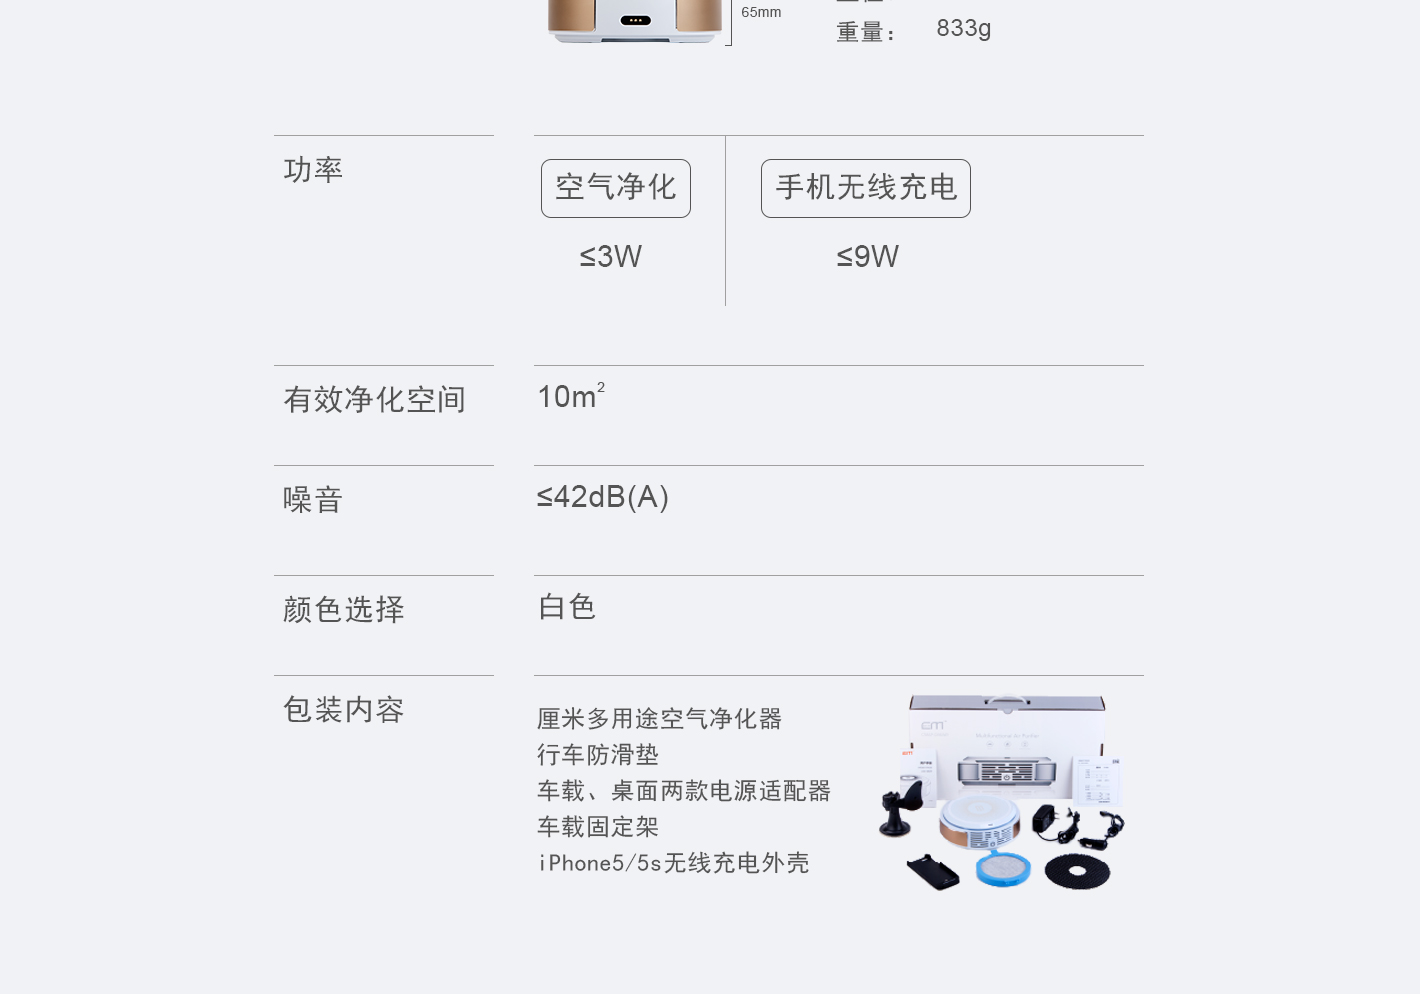 65mm
重量： 833g
功率
空气净化
手机无线充电
≤3W
≤9W
有效净化空间
10m²
噪音
≤42dB(A)
颜色选择
白色
包装内容
厘米多用途空气净化器
行车防滑垫
车载、桌面两款电源适配器
车载固定架
iPhone5/5s无线充电外壳